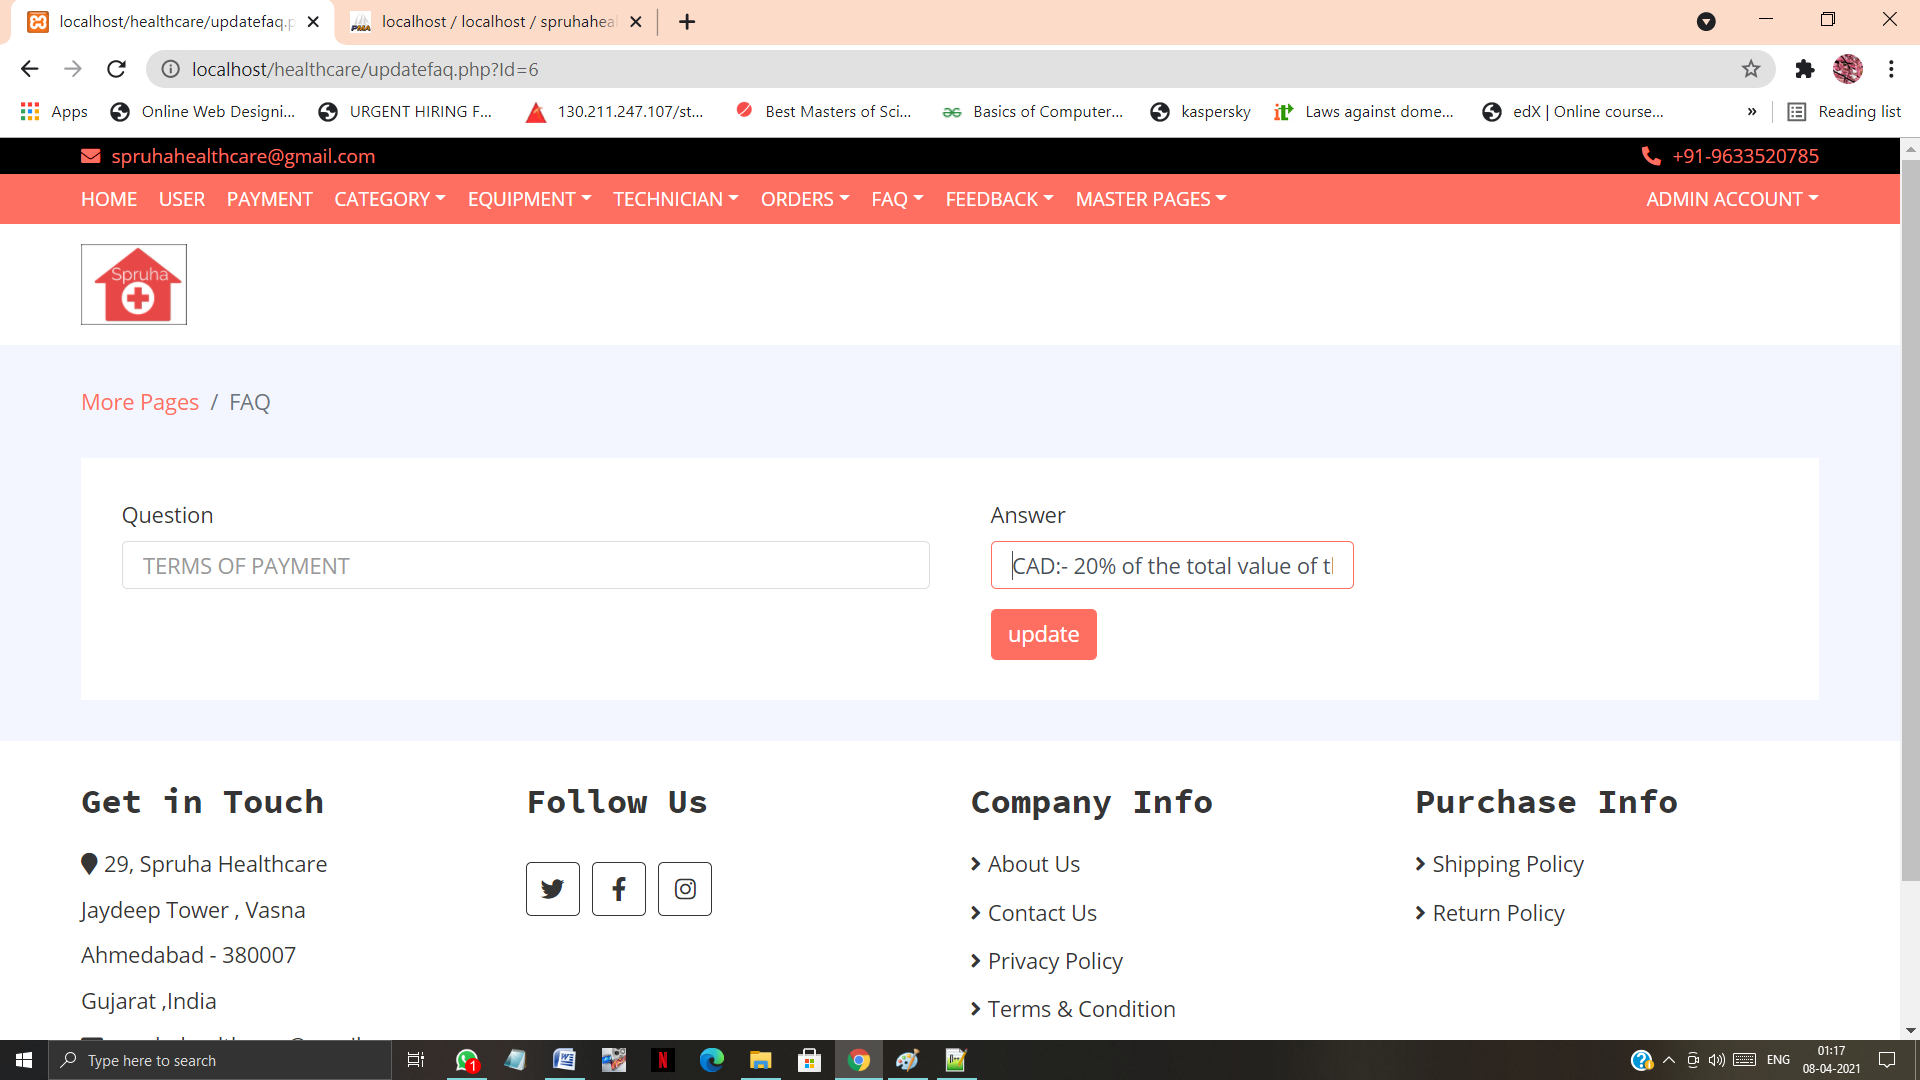 localhost/healthcare/updatefaq.p
localhost / localhost / spruhaheal
localhost/healthcare/updatefaq.php?Id=6
Apps
Online Web Designi...
URGENT HIRING F...
130.211.247.107/st...
Best Masters of Sci...
Basics of Computer...
kaspersky
Laws against dome...
edX | Online course...
»
Reading list
spruhahealthcare@gmail.com
+91-9633520785
HOME USER PAYMENT CATEGORY EQUIPMENT TECHNICIAN ORDERS FAQ FEEDBACK MASTER PAGES ADMIN ACCOUNT
Spruha
More Pages / FAQ
Question
TERMS OF PAYMENT
Answer
CAD:- 20% of the total value of t
update
Get in Touch
29, Spruha Healthcare
Jaydeep Tower , Vasna
Ahmedabad - 380007
Gujarat ,India
Follow Us
Company Info
About Us
Contact Us
Privacy Policy
Terms & Condition
Purchase Info
Shipping Policy
Return Policy
Type here to search
1
ENG
01:17
08-04-2021